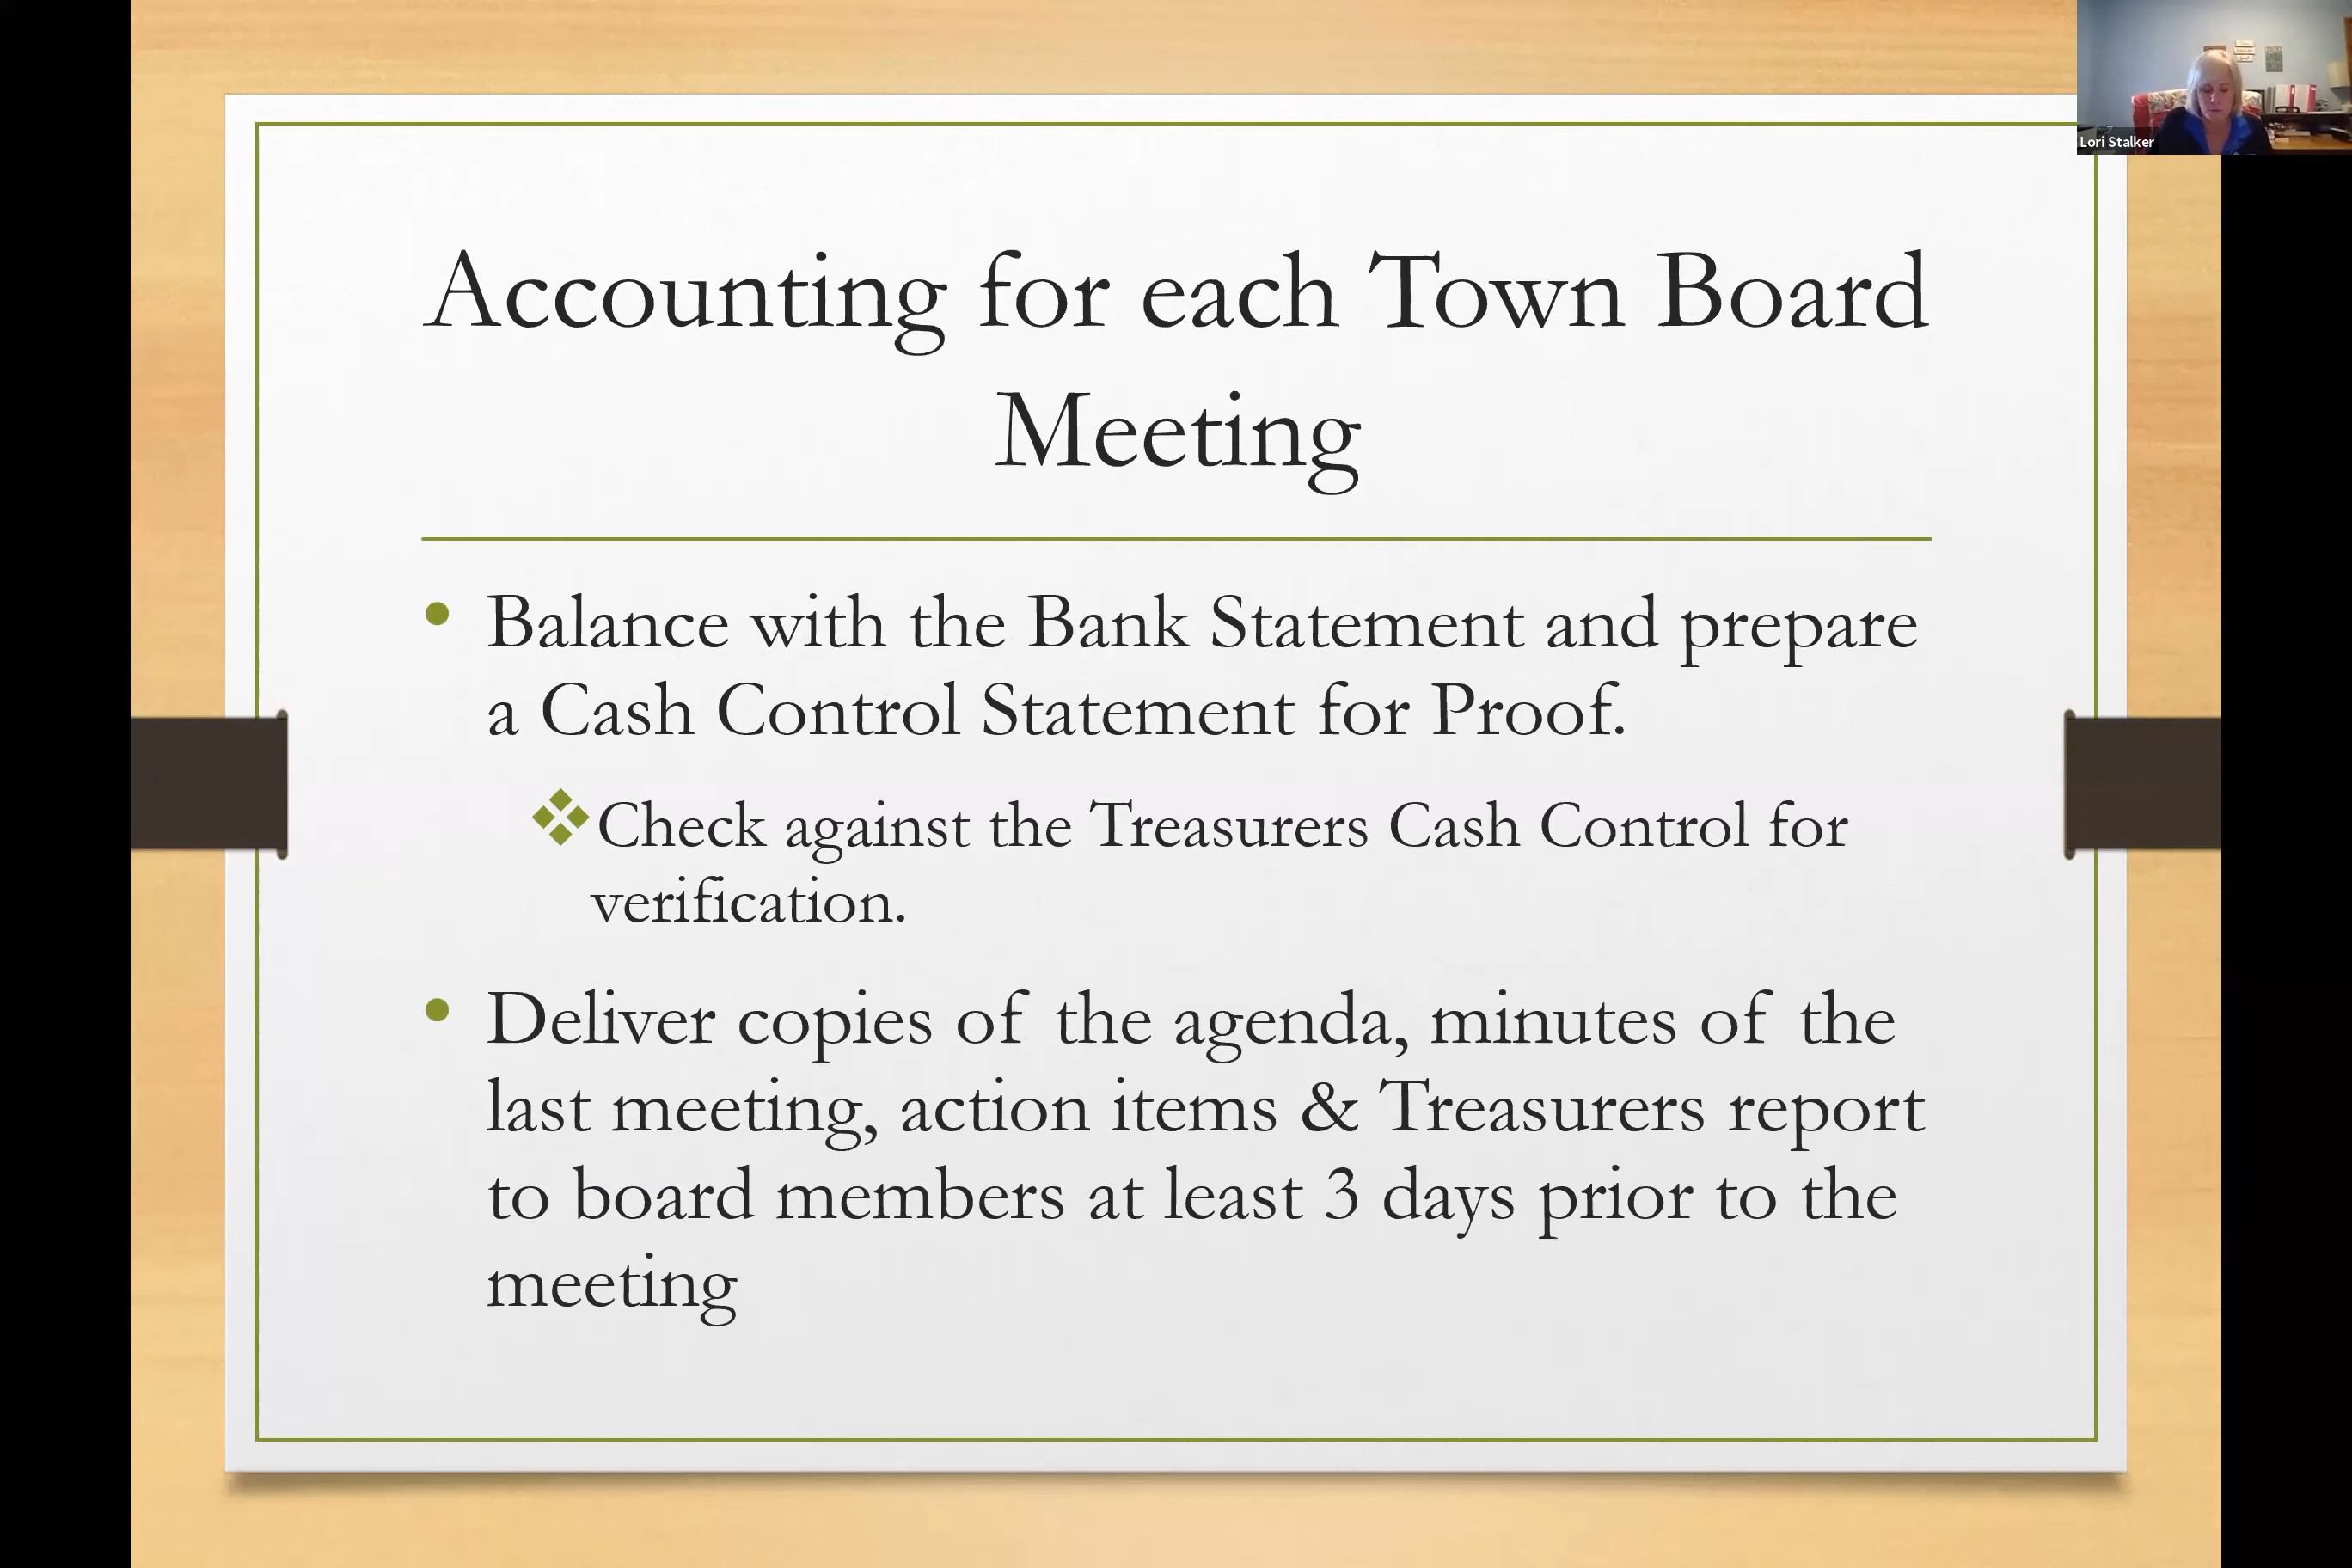 Lori Stalker
Accounting for each Town Board
Meeting
• Balance with the Bank Statement and prepare
a Cash Control Statement for Proof.
❖Check against the Treasurers Cash Control for
verification.
• Deliver copies of the agenda, minutes of the
last meeting, action items & Treasurers report
to board members at least 3 days prior to the
meeting